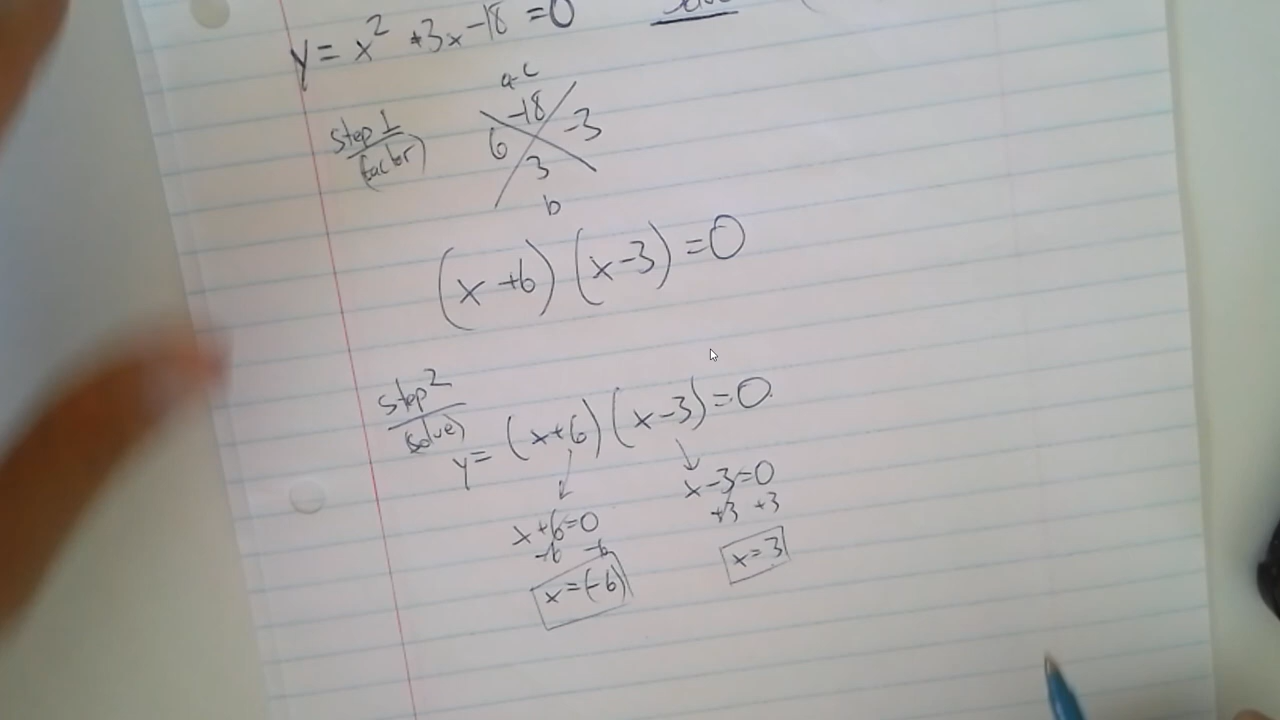 y = x² +3x -18 = 0
step 1
(factor)
a-c
-18
6 -3
3
b
(x +6) (x -3) = 0
step 2
(solve)
y = (x+6) (x-3) = 0
x+6=0 x-3=0
-6 -6 +3 +3
x=(-6) x=3